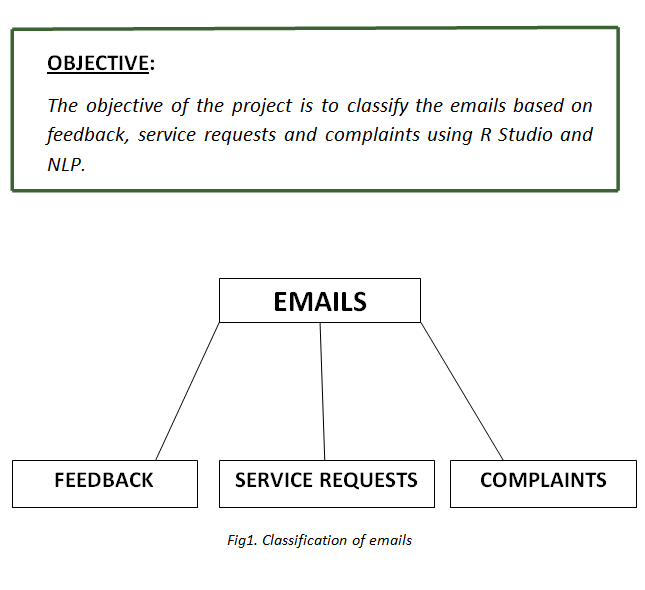 OBJECTIVE:
The objective of the project is to classify the emails based on
feedback, service requests and complaints using R Studio and
NLP.
EMAILS
FEEDBACK
SERVICE REQUESTS
COMPLAINTS
Fig1. Classification of emails